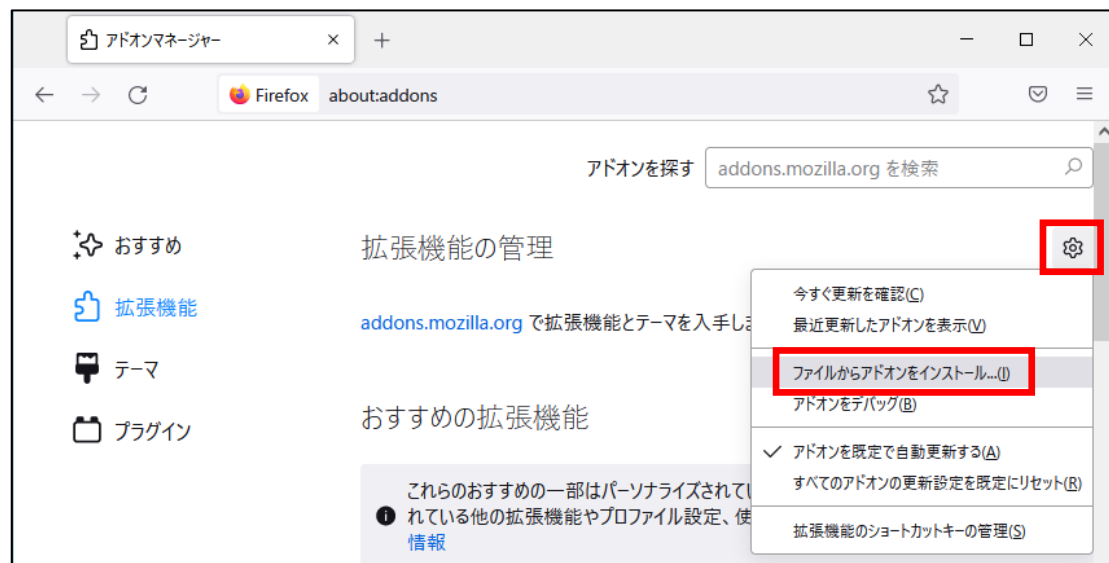 アドオンマネージャー
Firefox about:addons
アドオンを探す addons.mozilla.org を検索
おすすめ
拡張機能
テーマ
プラグイン
拡張機能の管理
addons.mozilla.org で拡張機能とテーマを入手しま
おすすめの拡張機能
これらのおすすめの一部はパーソナライズされてい
れている他の拡張機能やプロファイル設定、使
情報
今すぐ更新を確認(C)
最近更新したアドオンを表示(V)
ファイルからアドオンをインストール...(I)
アドオンをデバッグ(B)
アドオンを既定で自動更新する(A)
すべてのアドオンの更新設定を既定にリセット(R)
拡張機能のショートカットキーの管理(S)